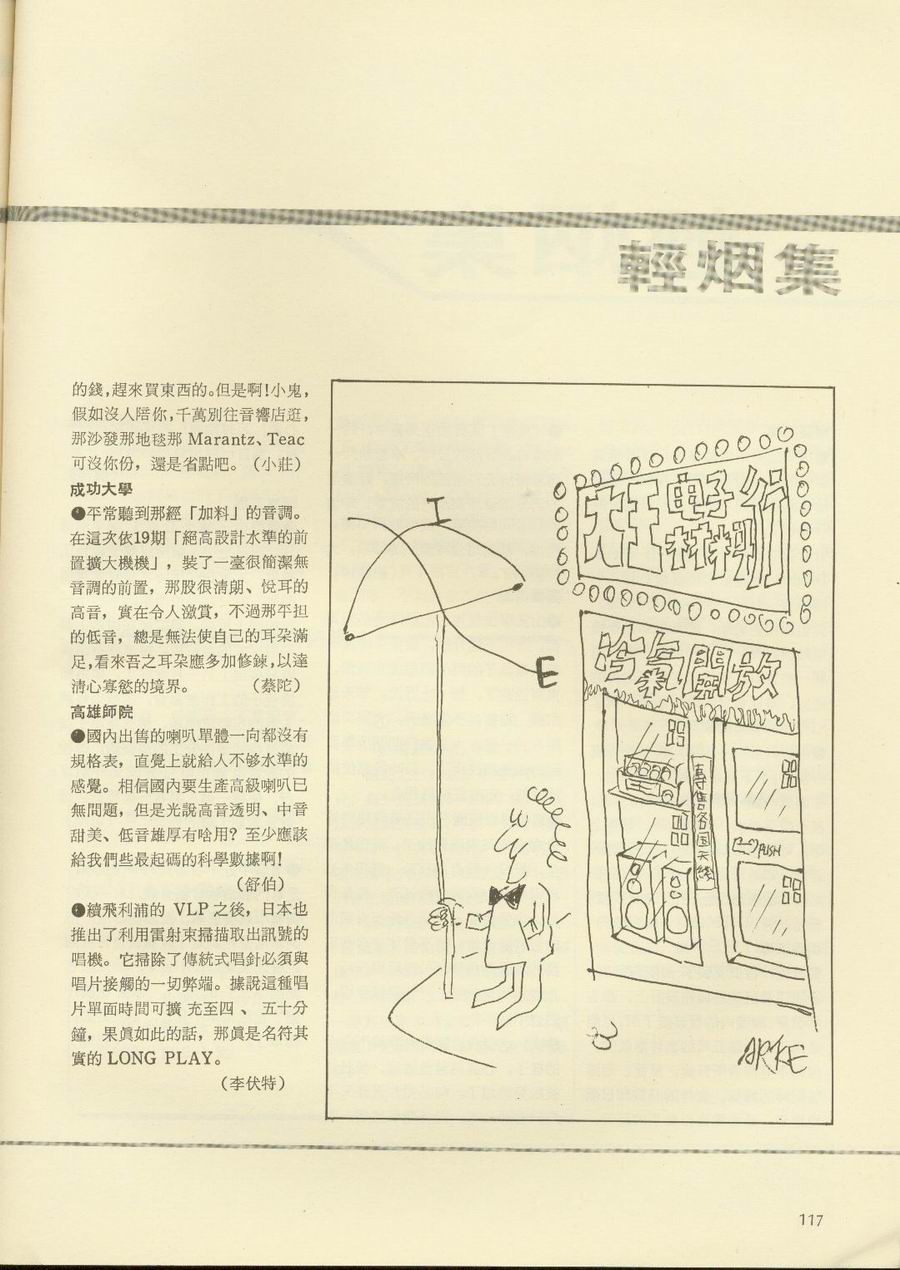 輕烟集
的錢,趕來買東西的。但是啊!小鬼,
假如沒人陪你,千萬別往音響店逛,
那沙發那地毯那 Marantz、Teac
可沒你份，還是省點吧。（小莊）
成功大學
●平常聽到那經「加料」的音調。
在這次依19期「絕高設計水準的前
置擴大機機」，裝了一臺很簡潔無
音調的前置，那股很清朗、悅耳的
高音，實在令人激賞，不過那平担
的低音，總是無法使自己的耳朶滿
足,看來吾之耳朶應多加修鍊,以達
清心寡慾的境界。（蔡陀）
高雄師院
●國內出售的喇叭單體一向都沒有
規格表，直覺上就給人不够水準的
感覺。相信國內要生產高級喇叭已
無問題，但是光説高音透明、中音
甜美、低音雄厚有啥用？至少應該
給我們些最起碼的科學數據啊!
（舒伯）
●續飛利浦的 VLP 之後，日本也
推出了利用雷射束掃描取出訊號的
唱機。它掃除了傳統式唱針必須與
唱片接觸的一切弊端。據説這種唱
片單面時間可擴 充至四 、 五十分
鐘，果眞如此的話，那眞是名符其
實的 LONG PLAY。
（李伏特）
I
E
大王電子材料行
冷氣開放
專售各国天線
PUSH
ARKE
117